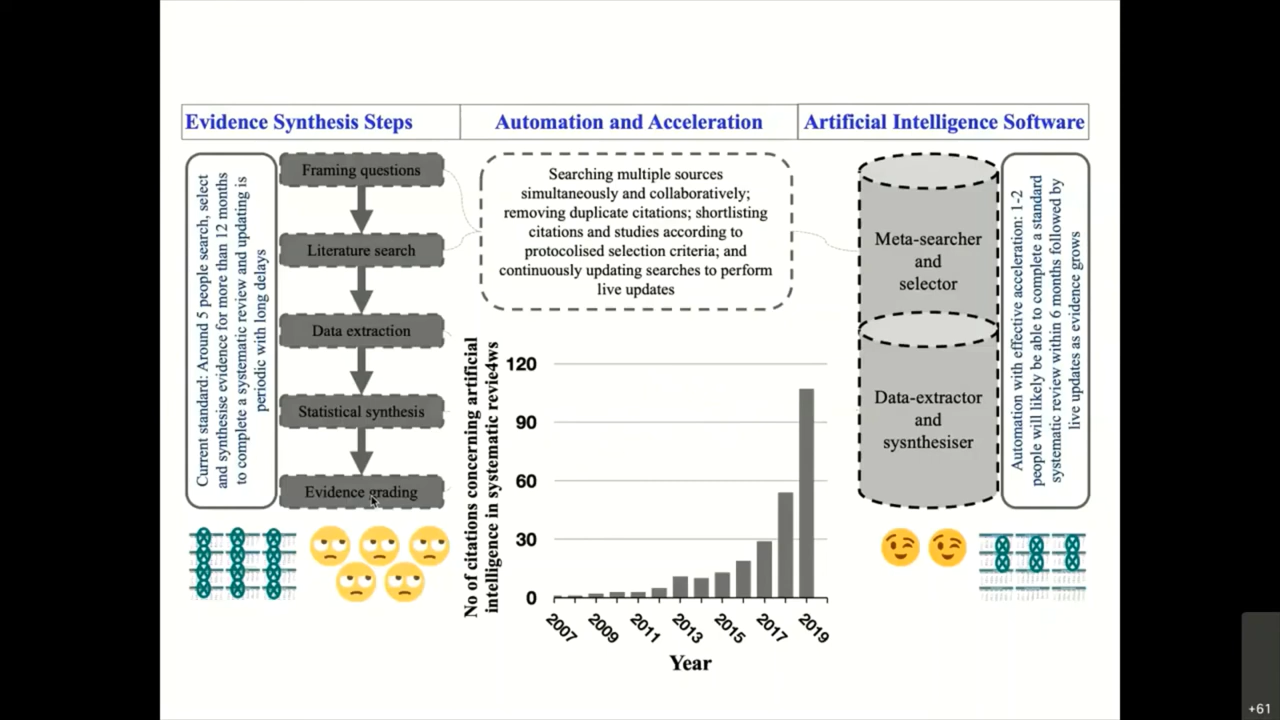 Evidence Synthesis Steps
Automation and Acceleration
Artificial Intelligence Software
Current standard: Around 5 people search, select
and synthesise evidence for more than 12 months
to complete a systematic review and updating is
periodic with long delays
Framing questions
Literature search
Data extraction
Statistical synthesis
Evidence grading
Searching multiple sources
simultaneously and collaboratively;
removing duplicate citations; shortlisting
citations and studies according to
protocolised selection criteria; and
continuously updating searches to perform
live updates
No of citations concerning artificial
intelligence in systematic revie4ws
120
90
60
30
0
2007
2009
2011
2013
2015
2017
2019
Year
Meta-searcher
and
selector
Data-extractor
and
sysnthesiser
Automation with effective acceleration: 1-2
people will likely be able to complete a standard
systematic review within 6 months followed by
live updates as evidence grows
+61